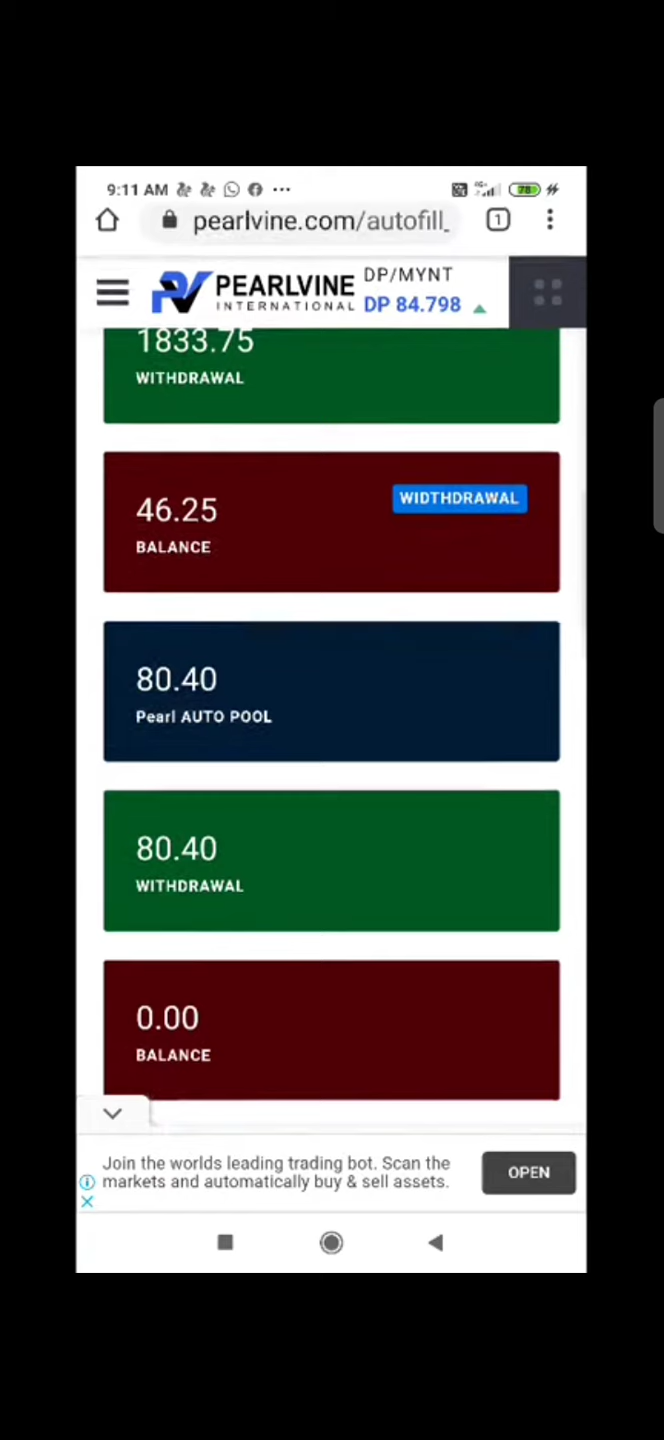 9:11 AM ... 78
pearlvine.com/autofill_ 1
PEARLVINE
INTERNATIONAL
DP/MYNT
DP 84.798
1833.75
WITHDRAWAL
46.25
WIDTHDRAWAL
BALANCE
80.40
Pearl AUTO POOL
80.40
WITHDRAWAL
0.00
BALANCE
Join the worlds leading trading bot. Scan the
markets and automatically buy & sell assets.
OPEN